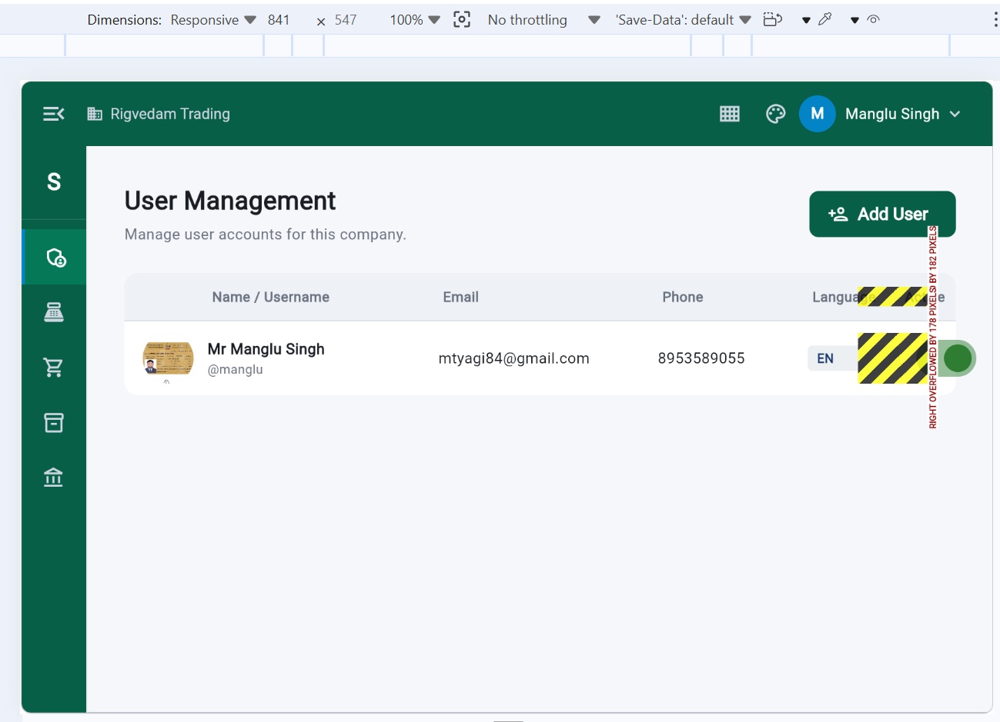 Dimensions: Responsive 841 × 547 100% No throttling 'Save-Data': default
Rigvedam Trading
M Manglu Singh
S
User Management
Manage user accounts for this company.
Add User
Name / Username Email Phone Language
Mr Manglu Singh
@manglu
mtyagi84@gmail.com 8953589055 EN
RIGHT OVERFLOWED BY 178 PIXELS
BY 182 PIXELS